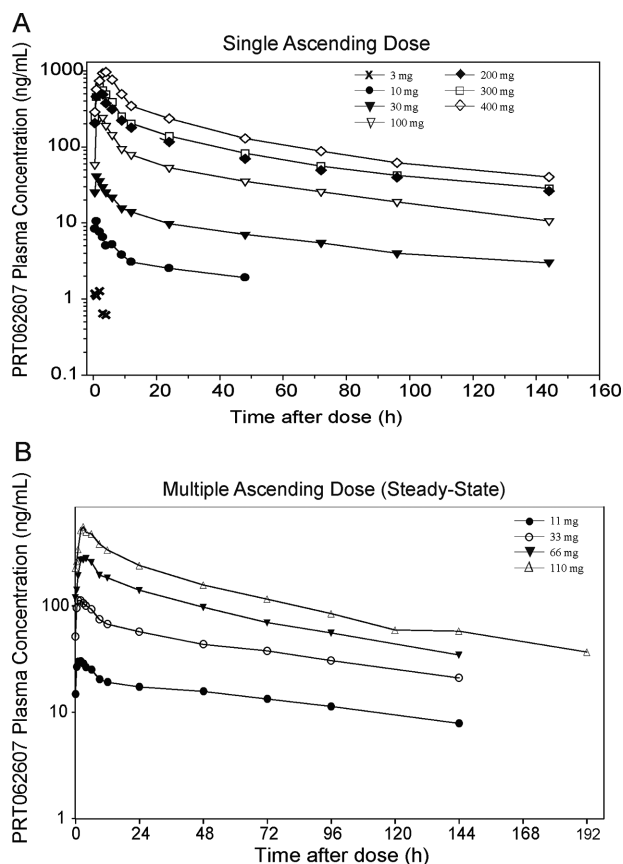 A
Single Ascending Dose
PRT062607 Plasma Concentration (ng/mL)
1000
100
10
1
0.1
3 mg
10 mg
30 mg
100 mg
200 mg
300 mg
400 mg
0 20 40 60 80 100 120 140 160
Time after dose (h)
B
Multiple Ascending Dose (Steady-State)
PRT062607 Plasma Concentration (ng/mL)
100
10
1
11 mg
33 mg
66 mg
110 mg
0 24 48 72 96 120 144 168 192
Time after dose (h)